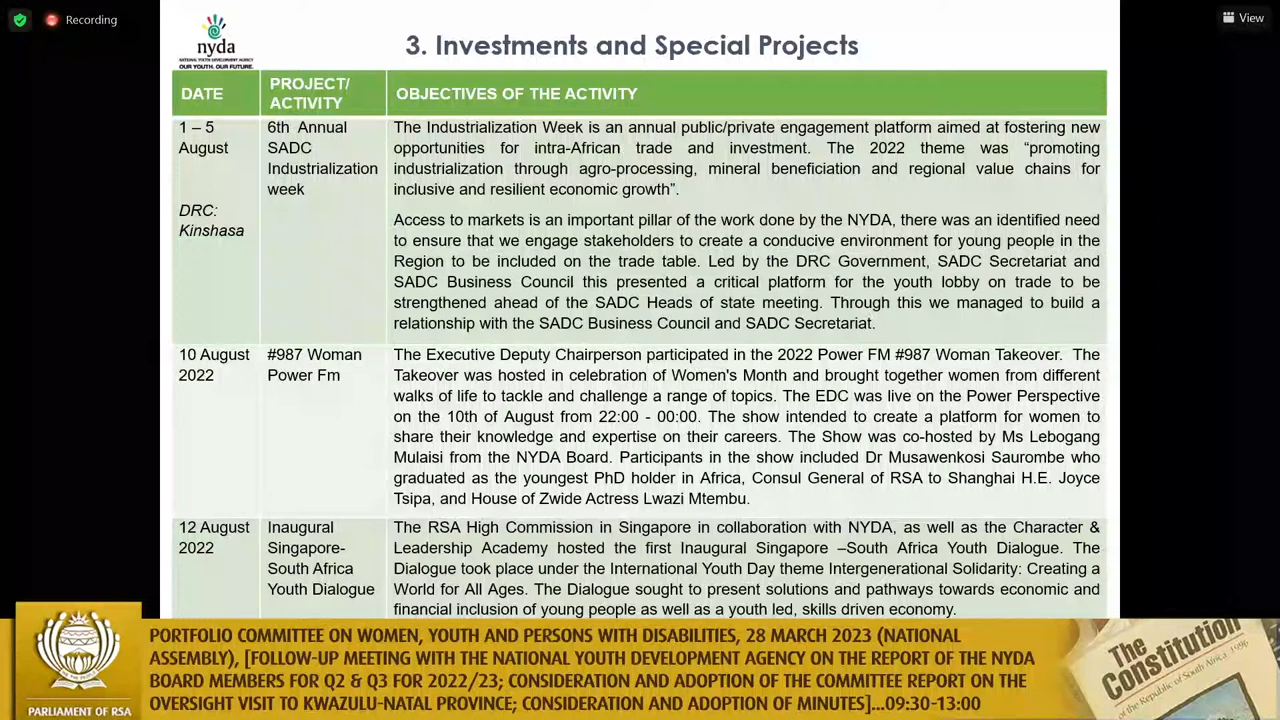 Recording
View
nyda
NATIONAL YOUTH DEVELOPMENT AGENCY
OUR YOUTH. OUR FUTURE.
3. Investments and Special Projects
DATE
PROJECT/
ACTIVITY
OBJECTIVES OF THE ACTIVITY
1 – 5
August
DRC:
Kinshasa
6th Annual
SADC
Industrialization
week
The Industrialization Week is an annual public/private engagement platform aimed at fostering new
opportunities for intra-African trade and investment. The 2022 theme was “promoting
industrialization through agro-processing, mineral beneficiation and regional value chains for
inclusive and resilient economic growth”.
Access to markets is an important pillar of the work done by the NYDA, there was an identified need
to ensure that we engage stakeholders to create a conducive environment for young people in the
Region to be included on the trade table. Led by the DRC Government, SADC Secretariat and
SADC Business Council this presented a critical platform for the youth lobby on trade to be
strengthened ahead of the SADC Heads of state meeting. Through this we managed to build a
relationship with the SADC Business Council and SADC Secretariat.
10 August
2022
#987 Woman
Power Fm
The Executive Deputy Chairperson participated in the 2022 Power FM #987 Woman Takeover. The
Takeover was hosted in celebration of Women's Month and brought together women from different
walks of life to tackle and challenge a range of topics. The EDC was live on the Power Perspective
on the 10th of August from 22:00 - 00:00. The show intended to create a platform for women to
share their knowledge and expertise on their careers. The Show was co-hosted by Ms Lebogang
Mulaisi from the NYDA Board. Participants in the show included Dr Musawenkosi Saurombe who
graduated as the youngest PhD holder in Africa, Consul General of RSA to Shanghai H.E. Joyce
Tsipa, and House of Zwide Actress Lwazi Mtembu.
12 August
2022
Inaugural
Singapore-
South Africa
Youth Dialogue
The RSA High Commission in Singapore in collaboration with NYDA, as well as the Character &
Leadership Academy hosted the first Inaugural Singapore –South Africa Youth Dialogue. The
Dialogue took place under the International Youth Day theme Intergenerational Solidarity: Creating a
World for All Ages. The Dialogue sought to present solutions and pathways towards economic and
financial inclusion of young people as well as a youth led, skills driven economy.
PARLIAMENT OF RSA
PORTFOLIO COMMITTEE ON WOMEN, YOUTH AND PERSONS WITH DISABILITIES, 28 MARCH 2023 (NATIONAL
ASSEMBLY), [FOLLOW-UP MEETING WITH THE NATIONAL YOUTH DEVELOPMENT AGENCY ON THE REPORT OF THE NYDA
BOARD MEMBERS FOR Q2 & Q3 FOR 2022/23; CONSIDERATION AND ADOPTION OF THE COMMITTEE REPORT ON THE
OVERSIGHT VISIT TO KWAZULU-NATAL PROVINCE; CONSIDERATION AND ADOPTION OF MINUTES]...09:30-13:00
The
Constitution
of the Republic of South Africa, 1996